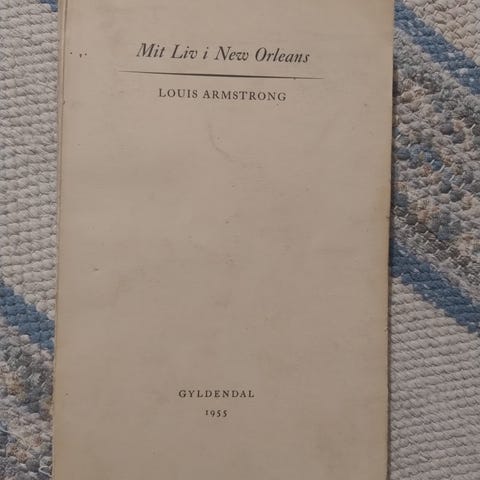 Mit Liv i New Orleans
LOUIS ARMSTRONG
GYLDENDAL
1955